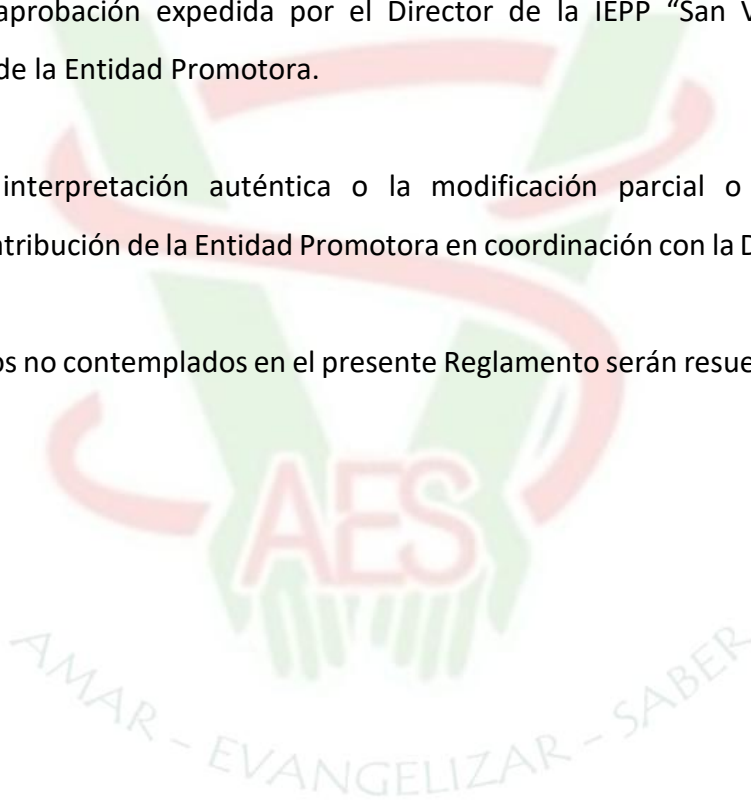 aprobación expedida por el Director de la IEPP “San V
de la Entidad Promotora.
interpretación auténtica o la modificación parcial o
atribución de la Entidad Promotora en coordinación con la D
os no contemplados en el presente Reglamento serán resue
AES
AMAR - EVANGELIZAR - SABER